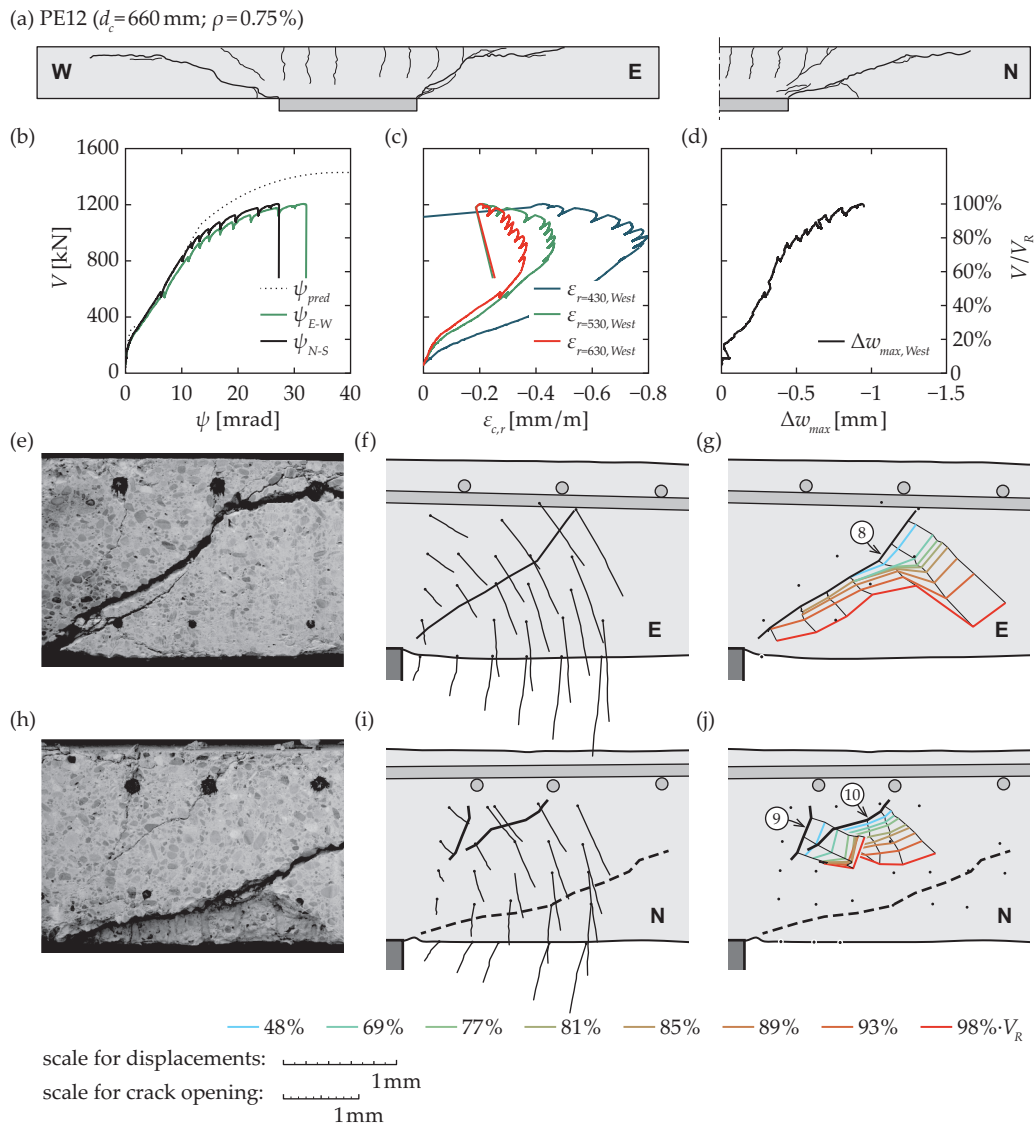 (a) PE12 (d_c=660 mm; ρ=0.75%)
W
E
N
(b)
(c)
(d)
1600
1200
800
400
0
V [kN]
0
10
20
30
40
ψ [mrad]
ψ_pred
ψ_E-W
ψ_N-S
0
−0.2
−0.4
−0.6
−0.8
ε_c,r [mm/m]
ε_r=430, West
ε_r=530, West
ε_r=630, West
0
−0.5
−1
−1.5
Δw_max [mm]
Δw_max, West
100%
80%
60%
40%
20%
0
V/V_R
(e)
(f)
(g)
E
8
E
(h)
(i)
(j)
N
9
10
N
48%
69%
77%
81%
85%
89%
93%
98%·V_R
scale for displacements:
1 mm
scale for crack opening:
1 mm